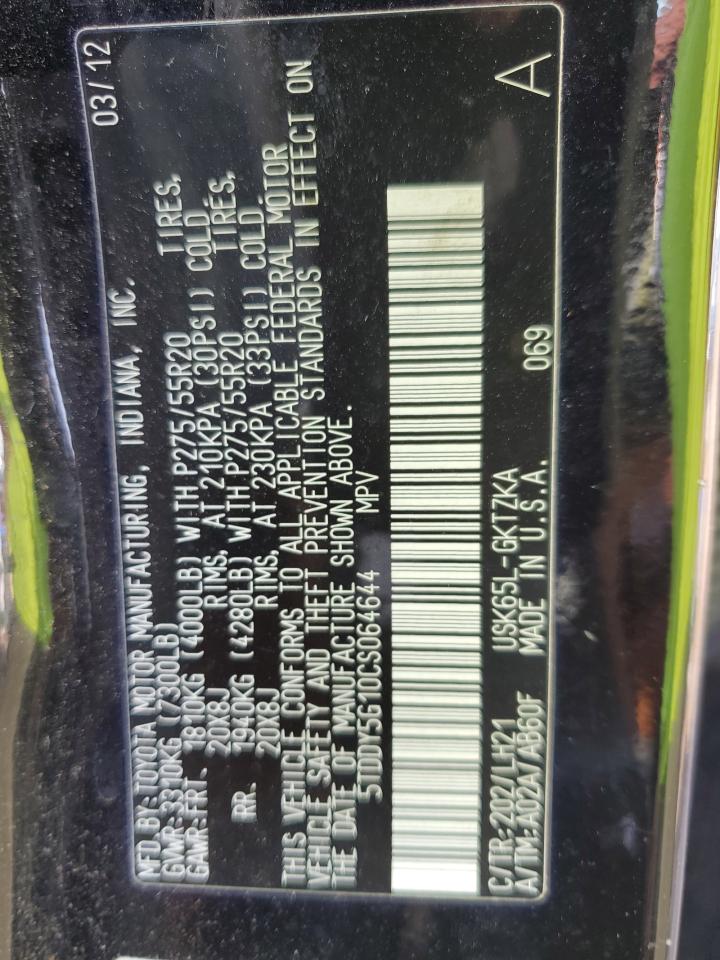 MFD BY: TOYOTA MOTOR MANUFACTURING, INDIANA, INC. 03/12
GVWR: 3310KG (7300LB)
GAWR: FRT. 1810KG (4000LB) WITH P275/55R20 TIRES,
20X8J RIMS, AT 210KPA (30PSI) COLD
RR. 1940KG (4280LB) WITH P275/55R20 TIRES,
20X8J RIMS, AT 230KPA (33PSI) COLD.
THIS VEHICLE CONFORMS TO ALL APPLICABLE FEDERAL MOTOR
VEHICLE SAFETY AND THEFT PREVENTION STANDARDS IN EFFECT ON
THE DATE OF MANUFACTURE SHOWN ABOVE.
5TDDY5G10CS064644 MPV
C/TR: 202/LH21 USK65L-GKTZKA
A/TM: A02A/AB60F MADE IN U.S.A. 069 A